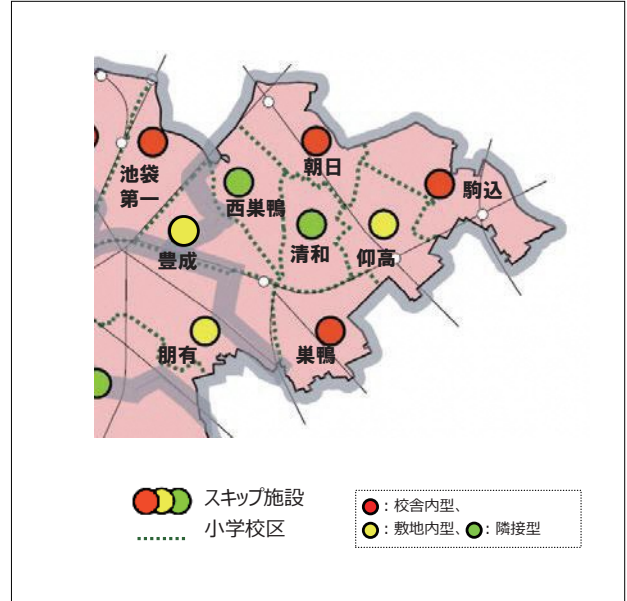 朝日
池袋
第一
駒込
西巣鴨
清和
仰高
豊成
朋有
巣鴨
スキップ施設
小学校区
：校舎内型、
：敷地内型、：隣接型